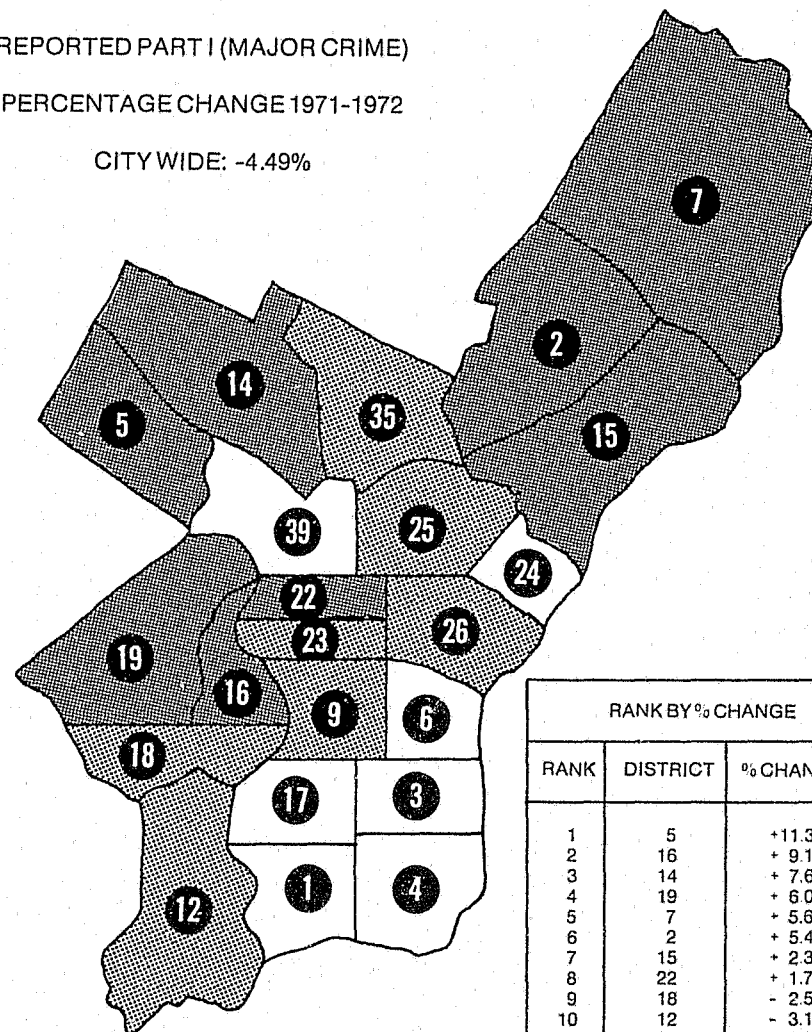 REPORTED PART I (MAJOR CRIME)
PERCENTAGE CHANGE 1971-1972
CITY WIDE: -4.49%
7
2
14
35
5
15
39
25
24
22
26
23
19
16
9
6
18
17
3
1
4
12
RANK BY % CHANGE
RANK DISTRICT % CHAN
1 5 +11.3
2 16 + 9.1
3 14 + 7.6
4 19 + 6.0
5 7 + 5.6
6 2 + 5.4
7 15 + 2.3
8 22 + 1.7
9 18 - 2.5
10 12 - 3.1